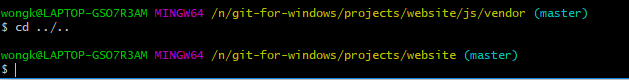 wongk@LAPTOP-GSO7R3AM MINGW64 /n/git-for-windows/projects/website/js/vendor (master)
$ cd ../..
wongk@LAPTOP-GSO7R3AM MINGW64 /n/git-for-windows/projects/website (master)
$